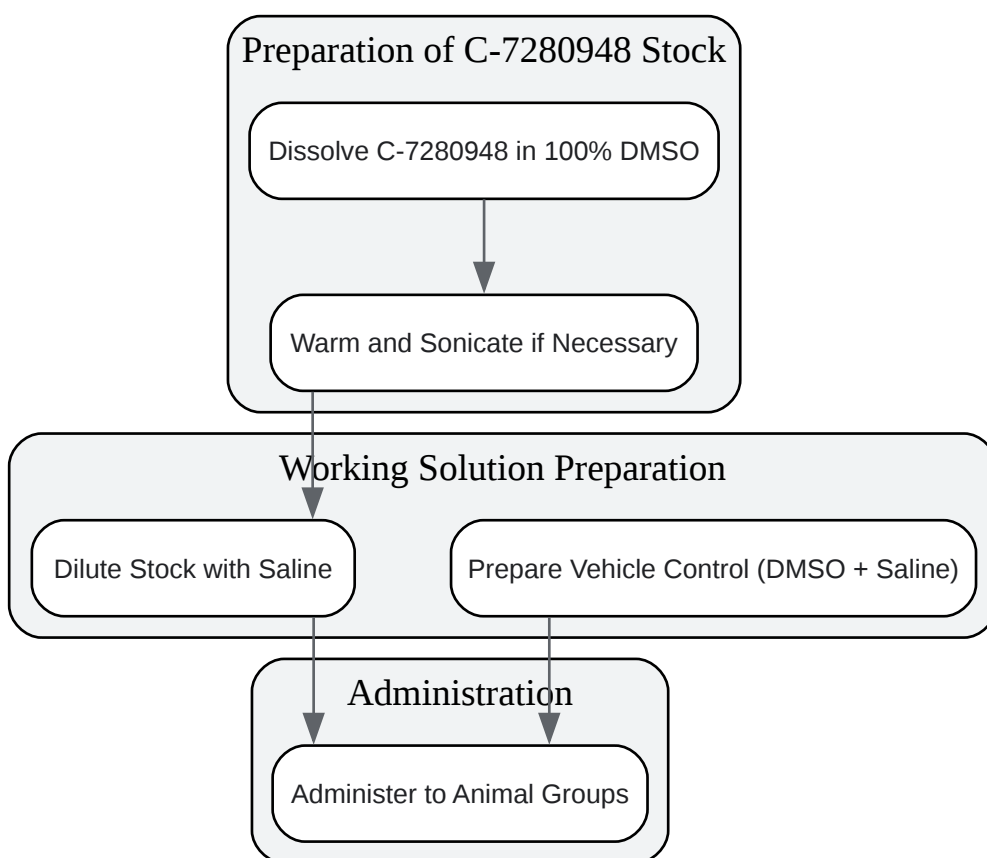 Preparation of C-7280948 Stock
Dissolve C-7280948 in 100% DMSO
Warm and Sonicate if Necessary
Working Solution Preparation
Dilute Stock with Saline
Prepare Vehicle Control (DMSO + Saline)
Administration
Administer to Animal Groups